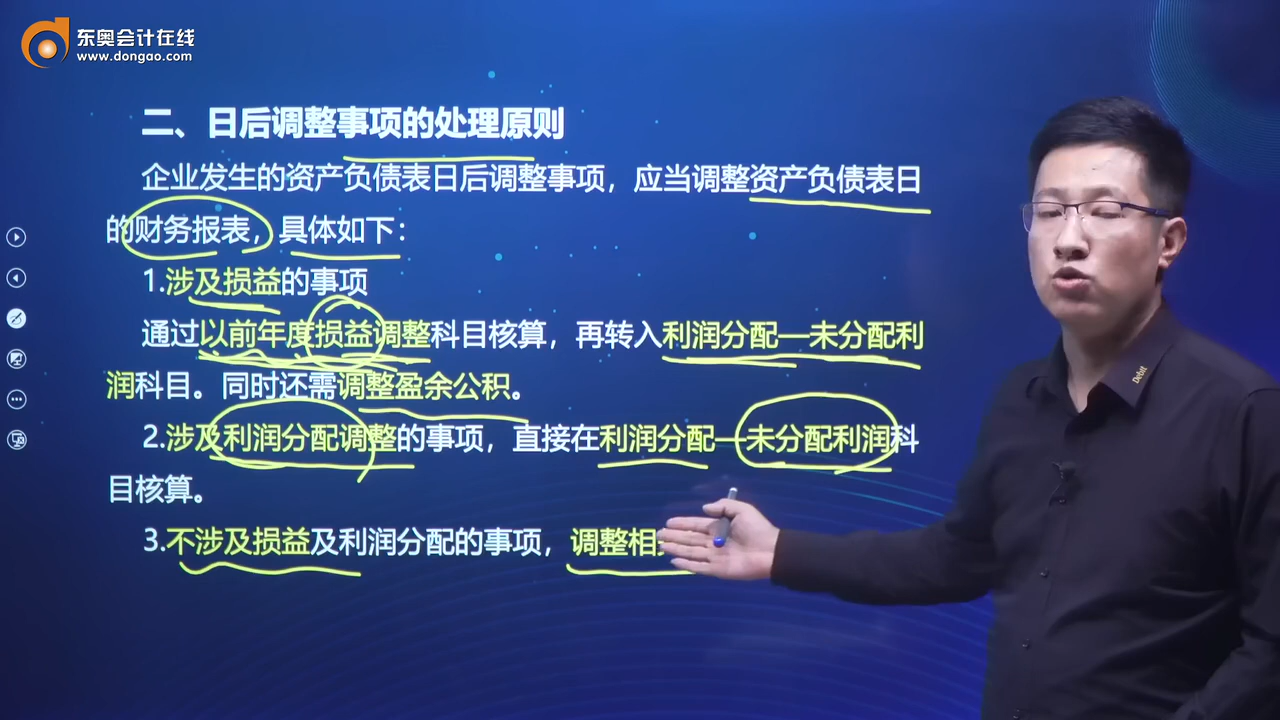 东奥会计在线
www.dongao.com
二、日后调整事项的处理原则
企业发生的资产负债表日后调整事项，应当调整资产负债表日
的财务报表，具体如下：
1.涉及损益的事项
通过以前年度损益调整科目核算，再转入利润分配—未分配利
润科目。同时还需调整盈余公积。
2.涉及利润分配调整的事项，直接在利润分配—未分配利润科
目核算。
3.不涉及损益及利润分配的事项，调整相
Debit